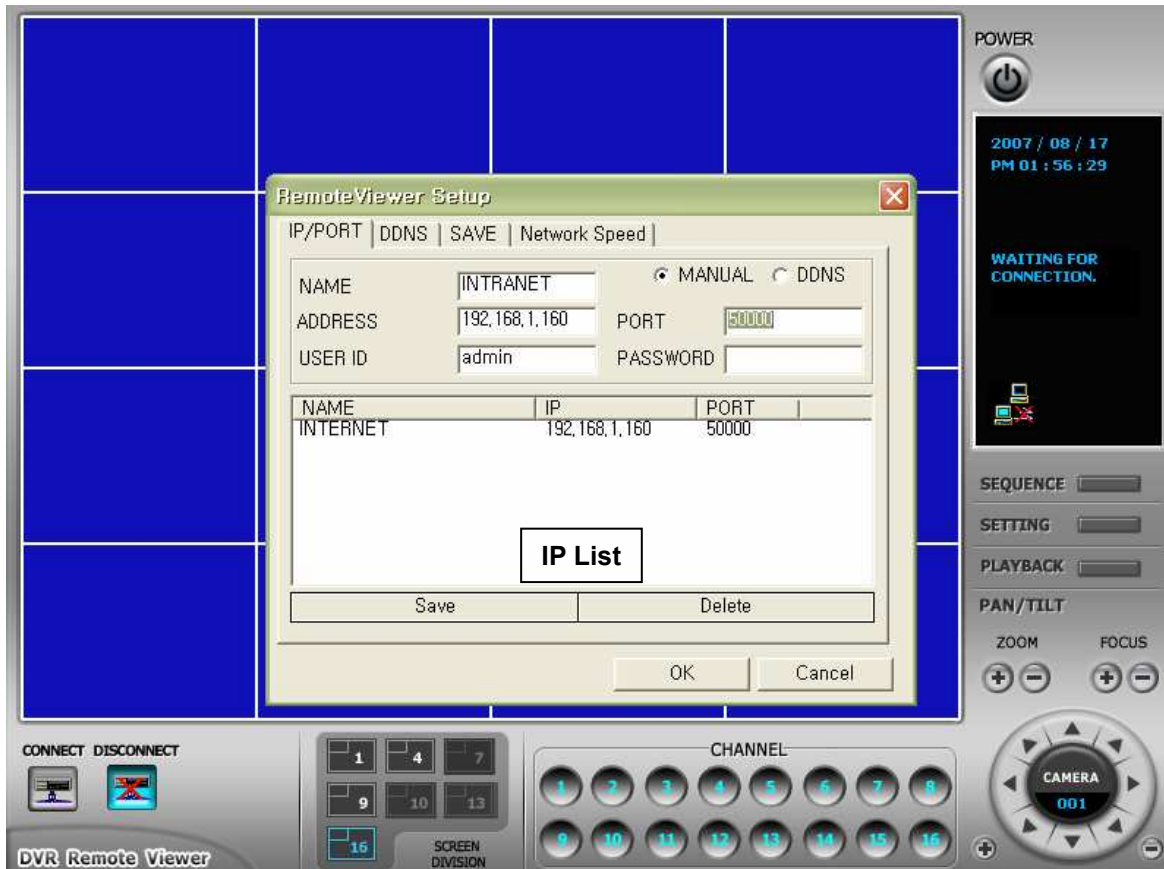 POWER
2007 / 08 / 17
PM 01 : 56 : 29
WAITING FOR
CONNECTION.
RemoteViewer Setup
IP/PORT DDNS SAVE Network Speed
NAME INTRANET MANUAL DDNS
ADDRESS 192,168,1,160 PORT 50000
USER ID admin PASSWORD
NAME IP PORT
INTERNET 192,168,1,160 50000
IP List
Save Delete
OK Cancel
SEQUENCE
SETTING
PLAYBACK
PAN/TILT
ZOOM FOCUS
CAMERA
001
CONNECT DISCONNECT
1 4 7
9 10 13
16
SCREEN
DIVISION
CHANNEL
1 2 3 4 5 6 7 8
9 10 11 12 13 14 15 16
DVR Remote Viewer